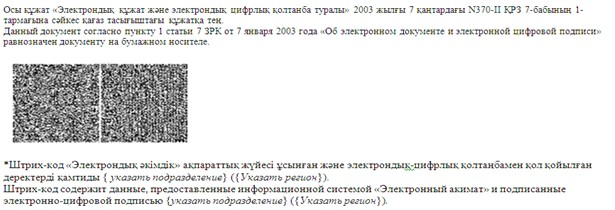 Осы құжат «Электрондық құжат және электрондық цифрлық қолтанба туралы» 2003 жылғы 7 қаңтардағы N370-II ҚРЗ 7-бабының 1-
тармағына сәйкес қағаз тасығыштағы құжатқа тең.
Данный документ согласно пункту 1 статьи 7 ЗРК от 7 января 2003 года «Об электронном документе и электронной цифровой подписи»
равнозначен документу на бумажном носителе.
*Штрих-код «Электрондық әкімдік» ақпараттық жүйесі ұсынған және электрондық-цифрлық қолтаңбамен қол қойылған
деректерді қамтиды { указать подразделение} ({Указать регион}).
Штрих-код содержит данные, предоставленные информационной системой «Электронный акимат» и подписанные
электронно-цифровой подписью {указать подразделение} ({Указать регион}).